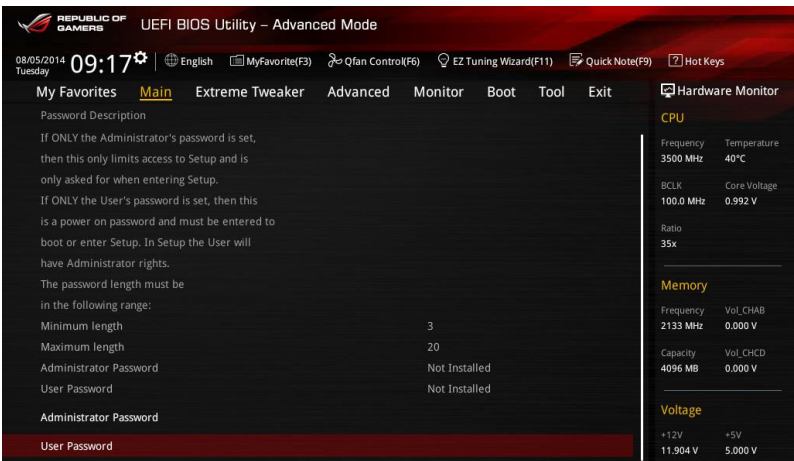 REPUBLIC OF
GAMERS
UEFI BIOS Utility – Advanced Mode
08/05/2014
Tuesday
09:17
English
MyFavorite(F3)
Qfan Control(F6)
EZ Tuning Wizard(F11)
Quick Note(F9)
? Hot Keys
My Favorites Main Extreme Tweaker Advanced Monitor Boot Tool Exit
Password Description
If ONLY the Administrator's password is set,
then this only limits access to Setup and is
only asked for when entering Setup.
If ONLY the User's password is set, then this
is a power on password and must be entered to
boot or enter Setup. In Setup the User will
have Administrator rights.
The password length must be
in the following range:
Minimum length 3
Maximum length 20
Administrator Password Not Installed
User Password Not Installed
Administrator Password
User Password
Hardware Monitor
CPU
Frequency Temperature
3500 MHz 40°C
BCLK Core Voltage
100.0 MHz 0.992 V
Ratio
35x
Memory
Frequency Vol_CHAB
2133 MHz 0.000 V
Capacity Vol_CHCD
4096 MB 0.000 V
Voltage
+12V +5V
11.904 V 5.000 V